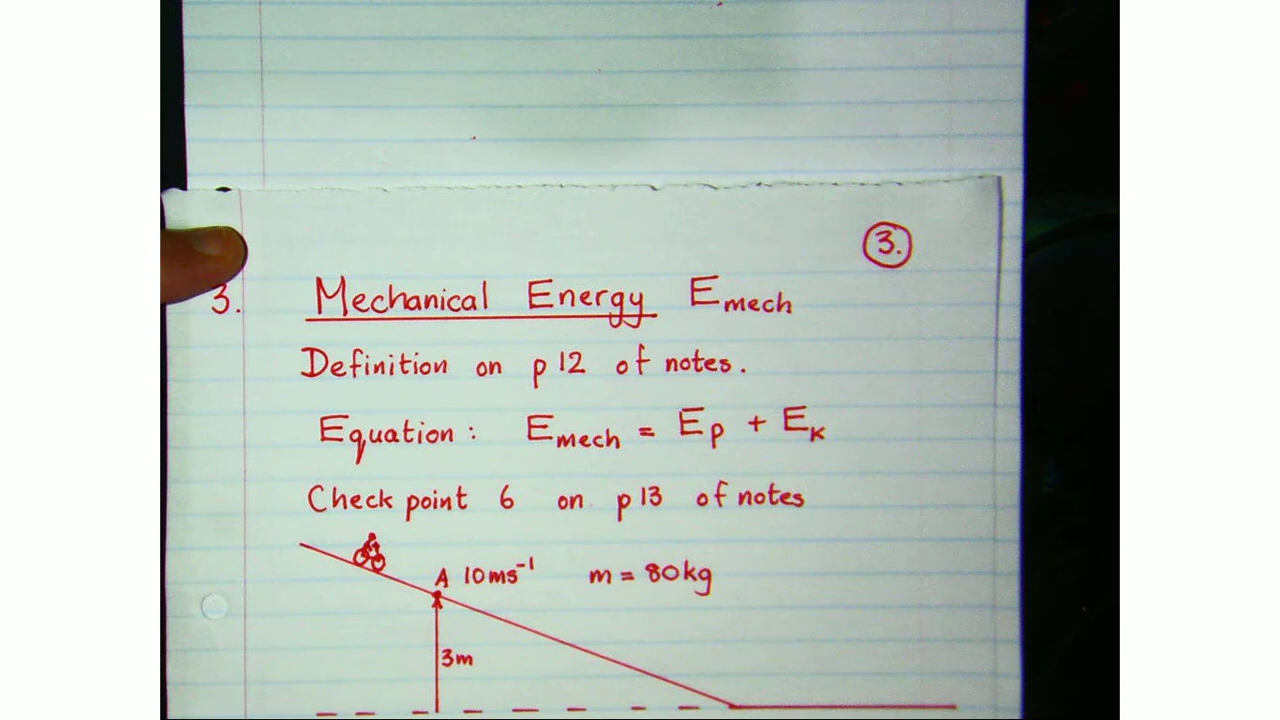 3.
3. Mechanical Energy Emech
Definition on p12 of notes.
Equation: Emech = Ep + EK
Check point 6 on p13 of notes
A 10ms⁻¹ m = 80kg
3m